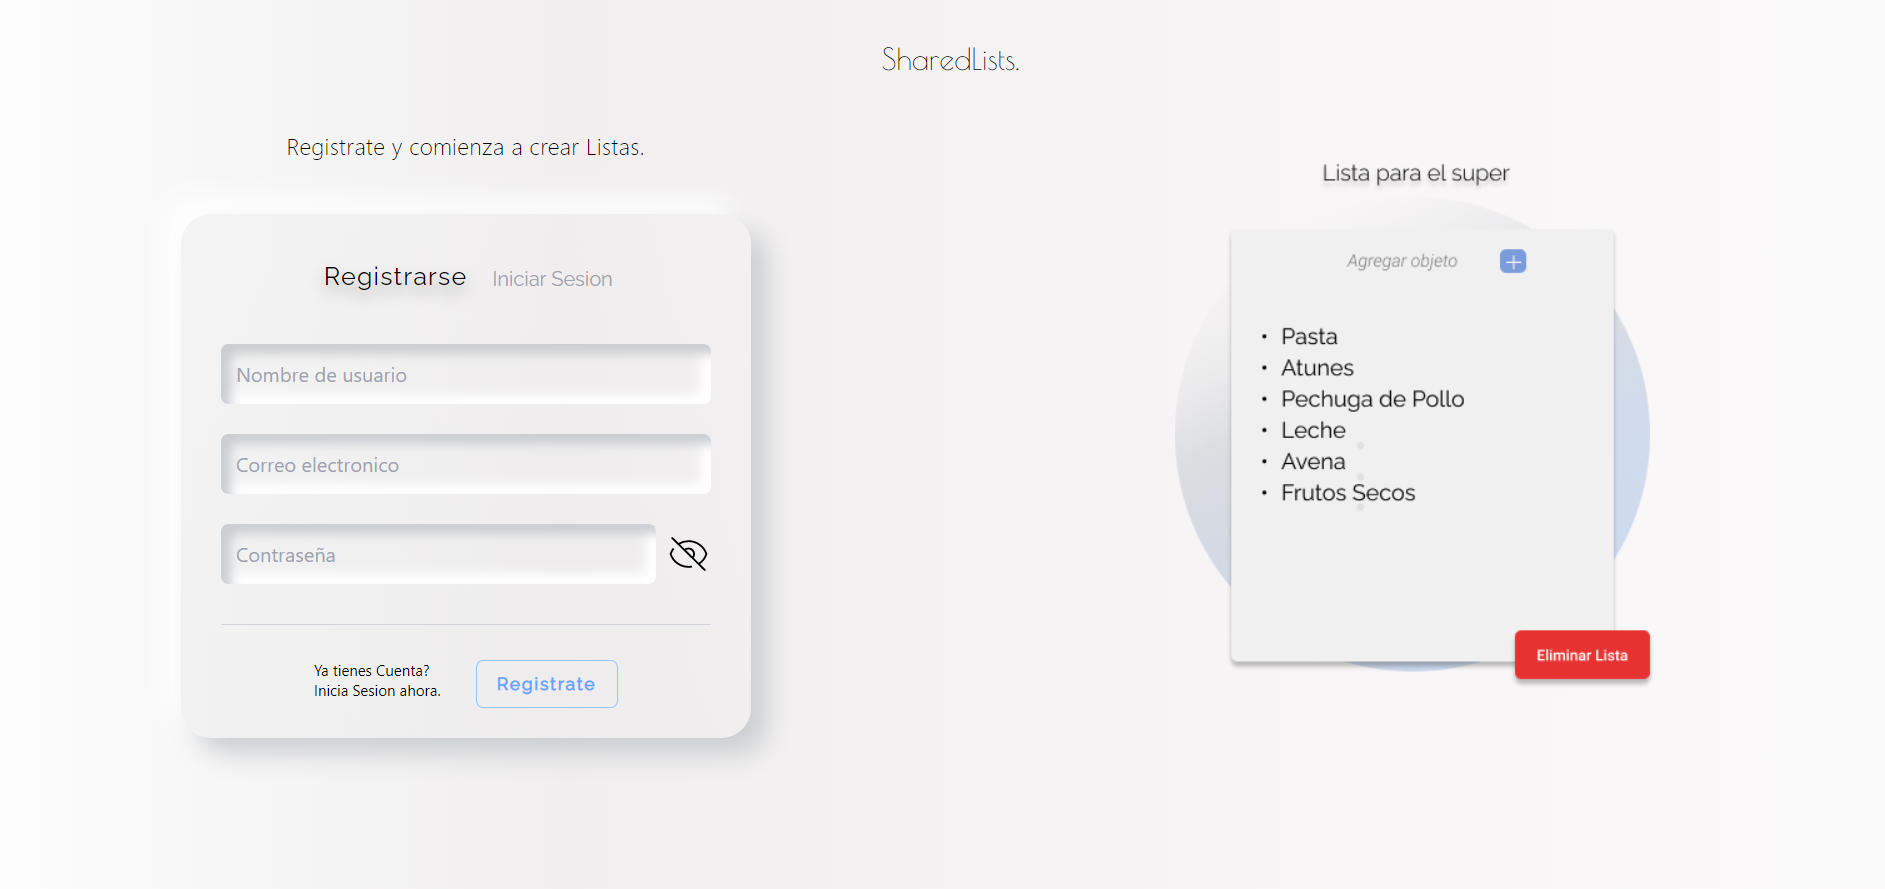 SharedLists.
Registrate y comienza a crear Listas.
Registrarse Iniciar Sesion
Nombre de usuario
Correo electronico
Contraseña
Ya tienes Cuenta?
Inicia Sesion ahora.
Registrate
Lista para el super
Agregar objeto
• Pasta
• Atunes
• Pechuga de Pollo
• Leche
• Avena
• Frutos Secos
Eliminar Lista